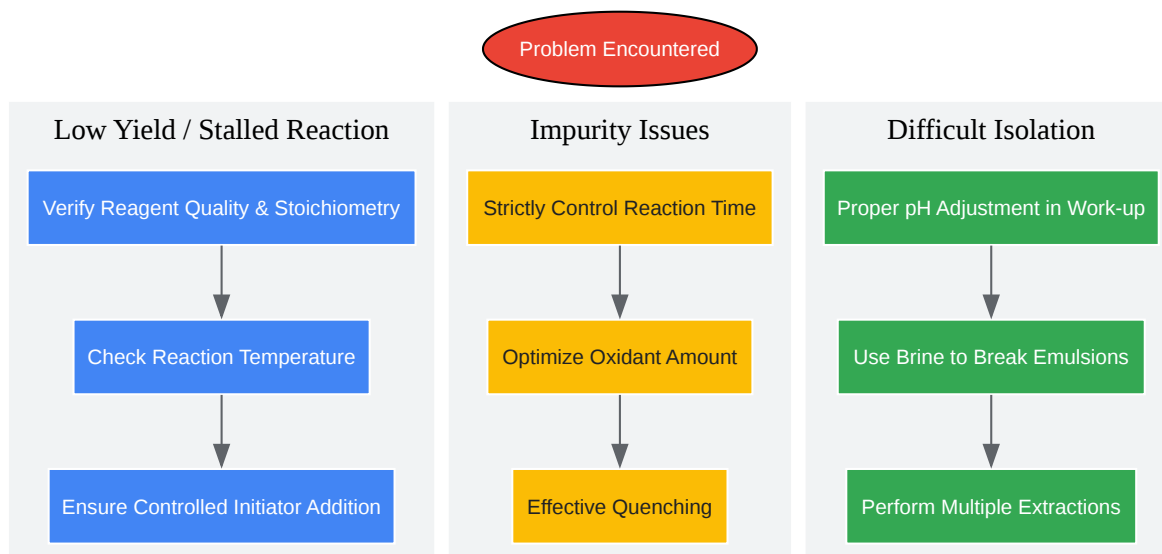 Problem Encountered
Low Yield / Stalled Reaction
Verify Reagent Quality & Stoichiometry
Check Reaction Temperature
Ensure Controlled Initiator Addition
Impurity Issues
Strictly Control Reaction Time
Optimize Oxidant Amount
Effective Quenching
Difficult Isolation
Proper pH Adjustment in Work-up
Use Brine to Break Emulsions
Perform Multiple Extractions